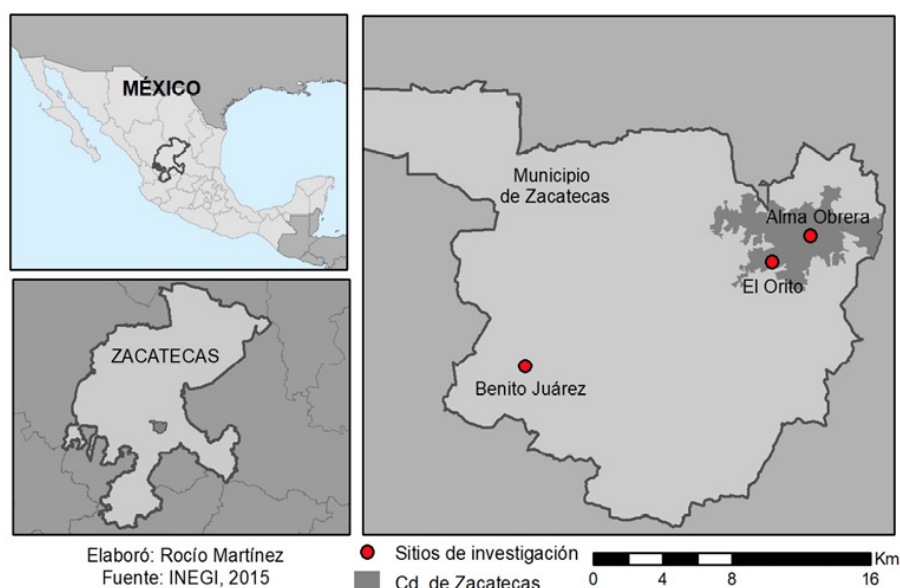 MÉXICO
ZACATECAS
Municipio
de Zacatecas
Alma Obrera
El Orito
Benito Juárez
Elaboró: Rocío Martínez
Fuente: INEGI, 2015
Sitios de investigación
Cd. de Zacatecas
Km
0 4 8 16